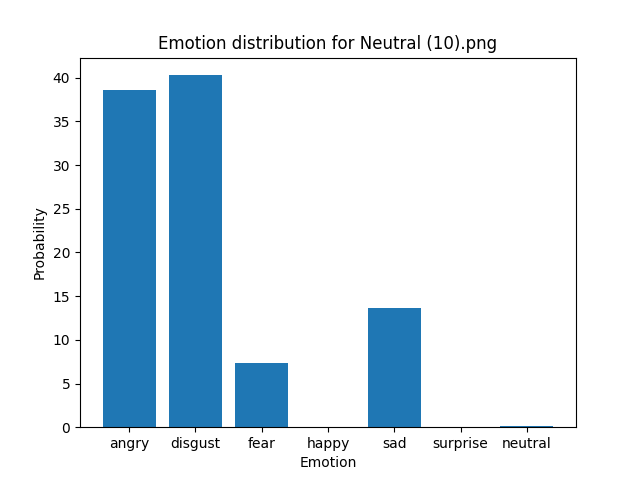 Emotion distribution for Neutral (10).png
40
35
30
25
20
15
10
5
0
Probability
angry disgust fear happy sad surprise neutral
Emotion